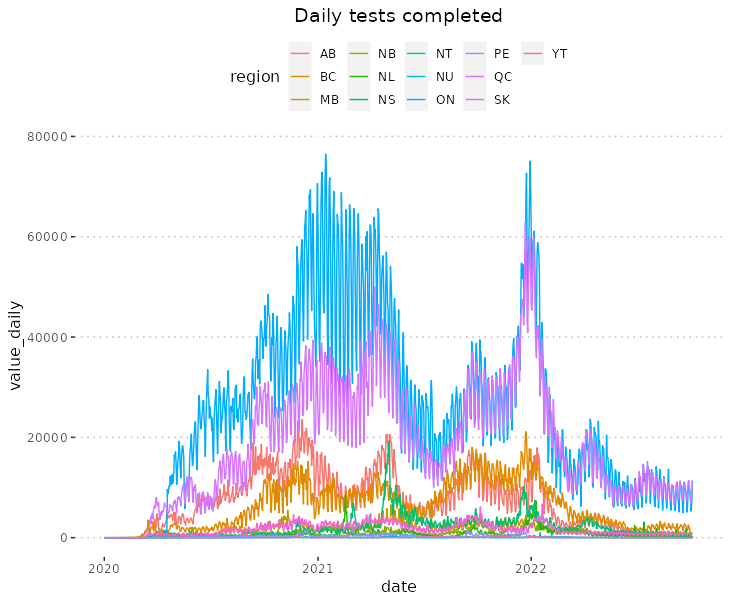 Daily tests completed
region
AB NB NT PE YT
BC NL NU QC
MB NS ON SK
80000
60000
40000
20000
0
value_daily
2020 2021 2022
date